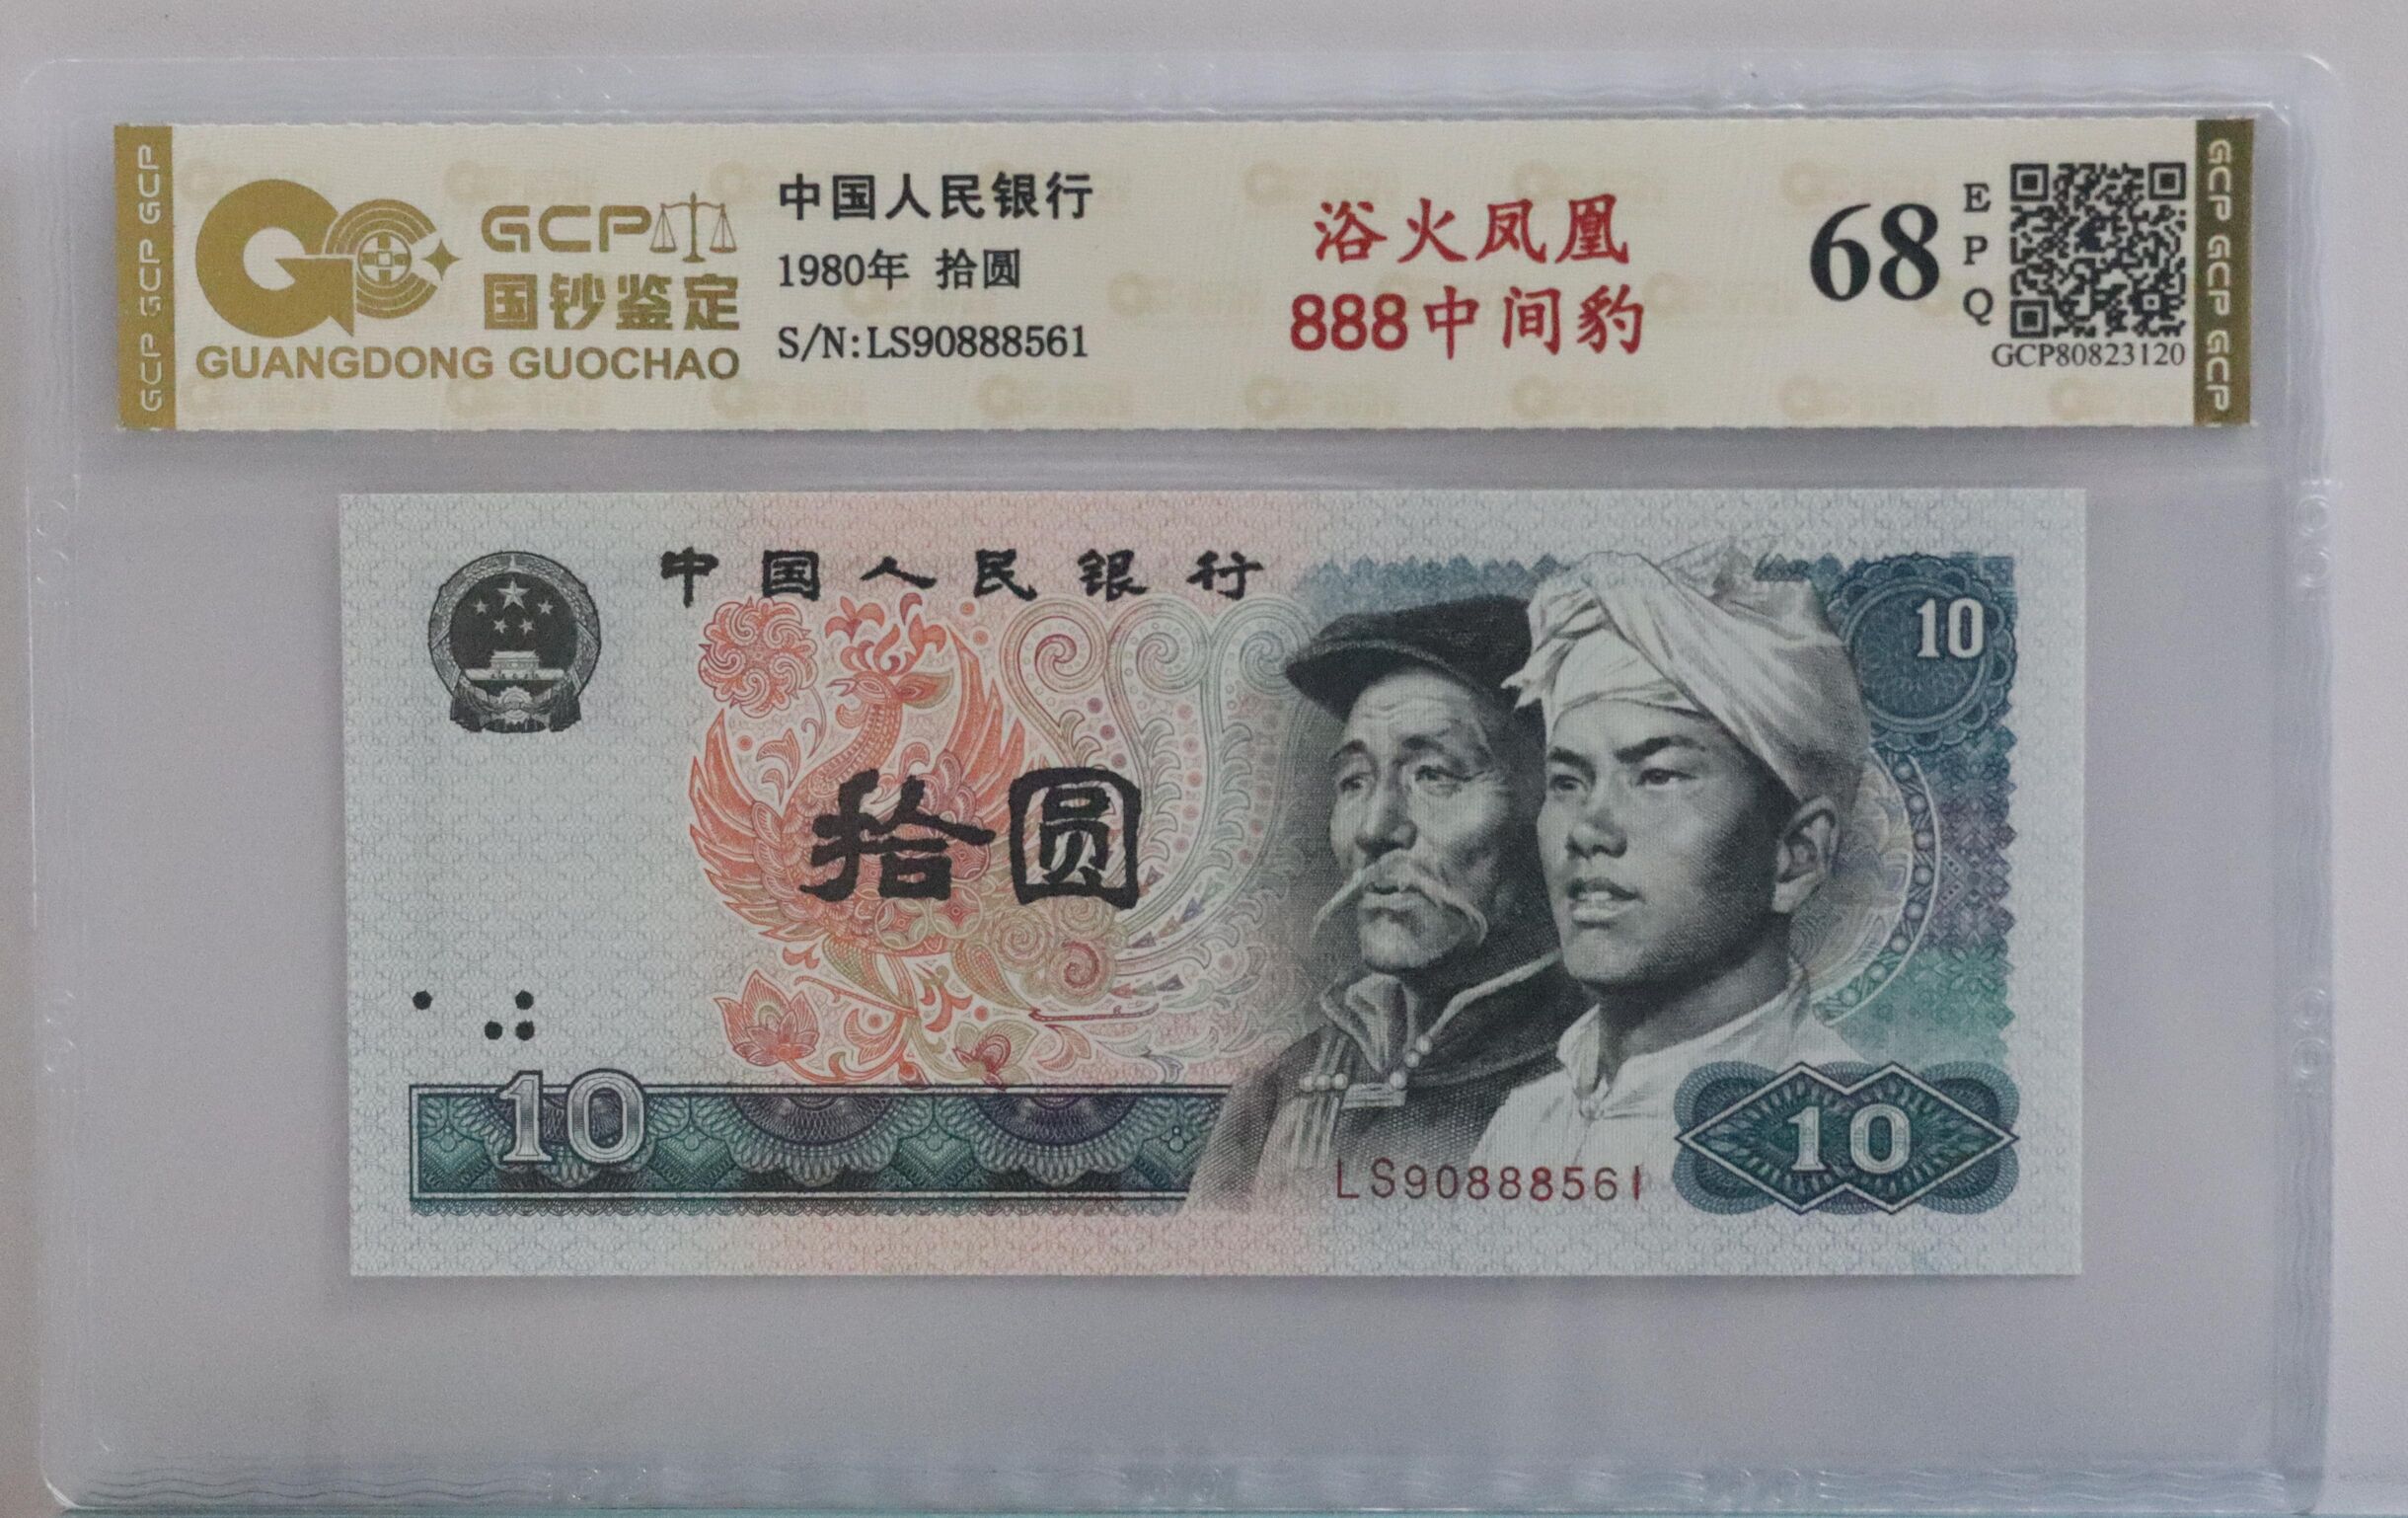 GCP GCP GCP
GCP
国钞鉴定
GUANGDONG GUOCHAO
中国人民银行
1980年 拾圆
S/N:LS90888561
浴火凤凰
888中间豹
68
E
P
Q
GCP80823120
GCP GCP GCP
中国人民银行
10
拾圆
10
LS90888561
10